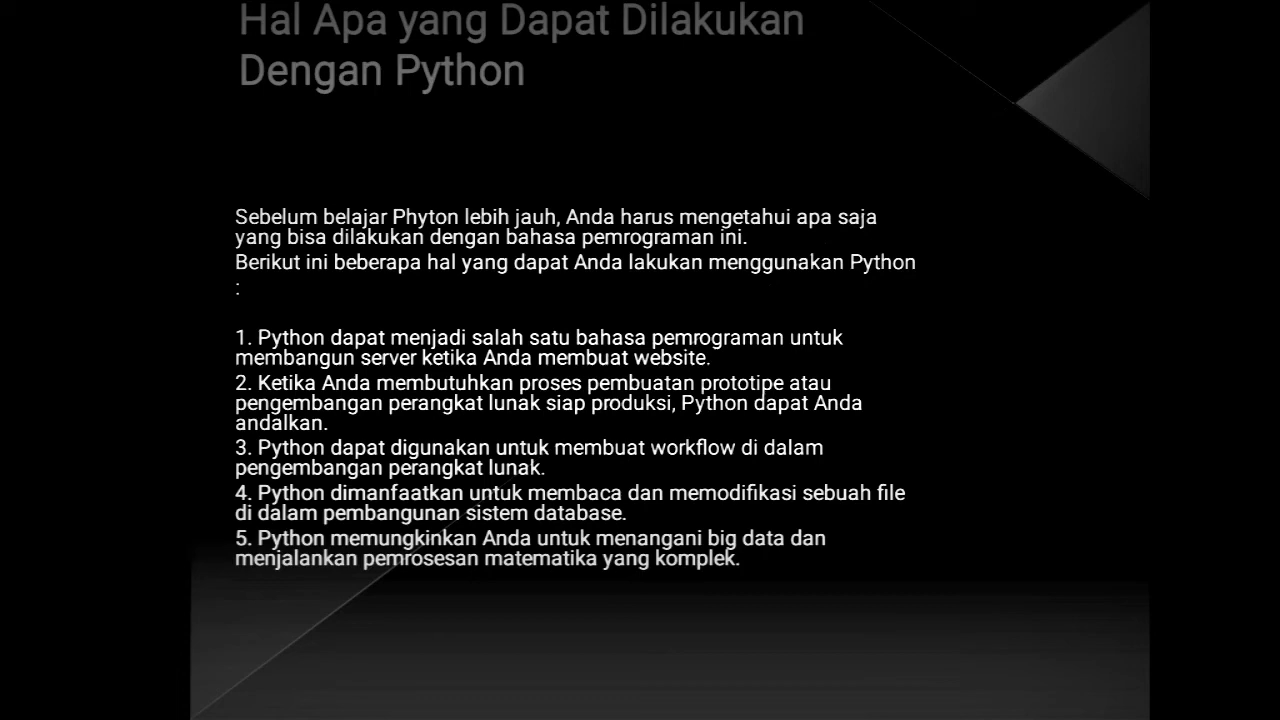 Hal Apa yang Dapat Dilakukan
Dengan Python
Sebelum belajar Phyton lebih jauh, Anda harus mengetahui apa saja
yang bisa dilakukan dengan bahasa pemrograman ini.
Berikut ini beberapa hal yang dapat Anda lakukan menggunakan Python
:
1. Python dapat menjadi salah satu bahasa pemrograman untuk
membangun server ketika Anda membuat website.
2. Ketika Anda membutuhkan proses pembuatan prototipe atau
pengembangan perangkat lunak siap produksi, Python dapat Anda
andalkan.
3. Python dapat digunakan untuk membuat workflow di dalam
pengembangan perangkat lunak.
4. Python dimanfaatkan untuk membaca dan memodifikasi sebuah file
di dalam pembangunan sistem database.
5. Python memungkinkan Anda untuk menangani big data dan
menjalankan pemrosesan matematika yang komplek.